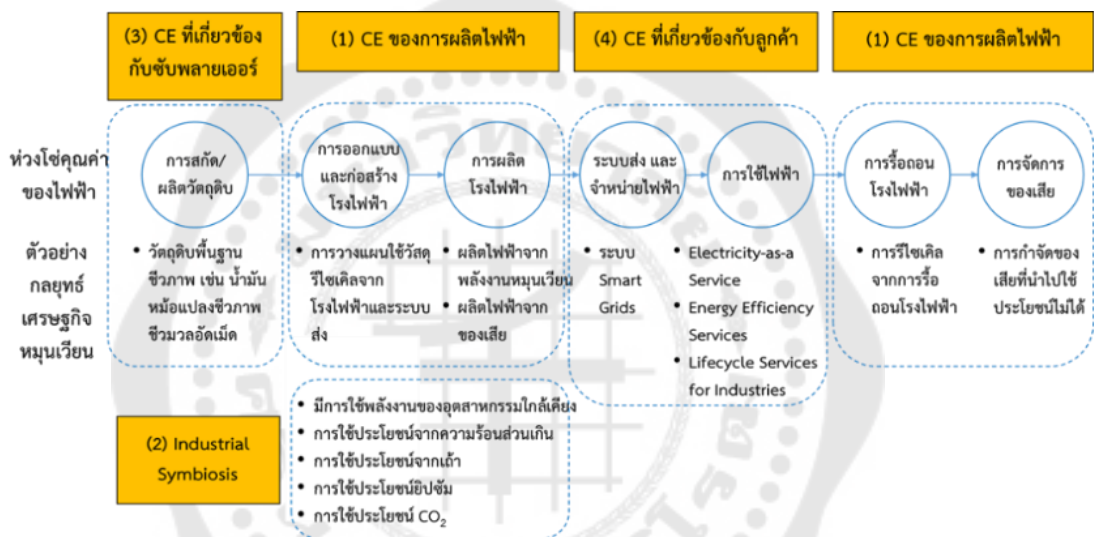 (3) CE ที่เกี่ยวข้อง
กับซับพลายเออร์
(1) CE ของการผลิตไฟฟ้า
(4) CE ที่เกี่ยวข้องกับลูกค้า
(1) CE ของการผลิตไฟฟ้า
ห่วงโซ่คุณค่า
ของไฟฟ้า
การสกัด/
ผลิตวัตถุดิบ
การออกแบบ
และก่อสร้าง
โรงไฟฟ้า
การผลิต
โรงไฟฟ้า
ระบบส่ง และ
จำหน่ายไฟฟ้า
การใช้ไฟฟ้า
การรื้อถอน
โรงไฟฟ้า
การจัดการ
ของเสีย
ตัวอย่าง
กลยุทธ์
เศรษฐกิจ
หมุนเวียน
• วัตถุดิบพื้นฐาน
ชีวภาพ เช่น น้ำมัน
หม้อแปลงชีวภาพ
ชีวมวลอัดเม็ด
• การวางแผนใช้วัสดุ
รีไซเคิลจาก
โรงไฟฟ้าและระบบ
ส่ง
• ผลิตไฟฟ้าจาก
พลังงานหมุนเวียน
• ผลิตไฟฟ้าจาก
ของเสีย
• ระบบ
Smart
Grids
• Electricity-as-a
Service
• Energy Efficiency
Services
• Lifecycle Services
for Industries
• การรีไซเคิล
จากการรื้อ
ถอนโรงไฟฟ้า
• การกำจัดของ
เสียที่นำไปใช้
ประโยชน์ไม่ได้
(2) Industrial
Symbiosis
• มีการใช้พลังงานของอุตสาหกรรมใกล้เคียง
• การใช้ประโยชน์จากความร้อนส่วนเกิน
• การใช้ประโยชน์จากเถ้า
• การใช้ประโยชน์ยิปซัม
• การใช้ประโยชน์ CO₂